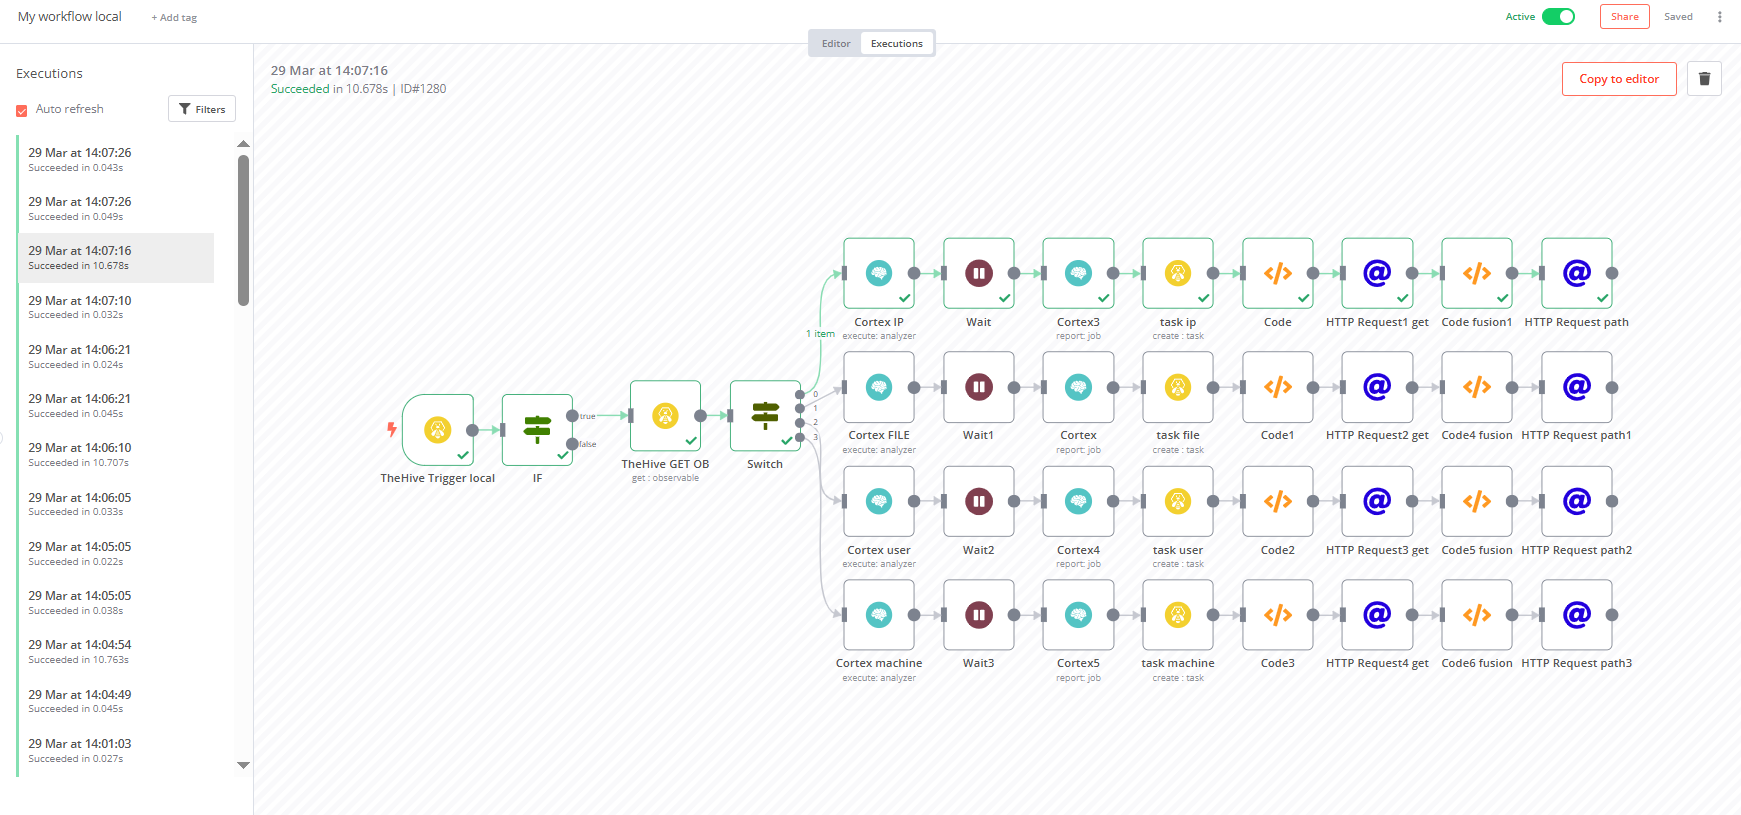 My workflow local
+ Add tag
Active
Share
Saved
Editor
Executions
Executions
Auto refresh
Filters
29 Mar at 14:07:26
Succeeded in 0.043s
29 Mar at 14:07:26
Succeeded in 0.049s
29 Mar at 14:07:16
Succeeded in 10.678s
29 Mar at 14:07:10
Succeeded in 0.032s
29 Mar at 14:06:21
Succeeded in 0.024s
29 Mar at 14:06:21
Succeeded in 0.045s
29 Mar at 14:06:10
Succeeded in 10.707s
29 Mar at 14:06:05
Succeeded in 0.033s
29 Mar at 14:05:05
Succeeded in 0.022s
29 Mar at 14:05:05
Succeeded in 0.038s
29 Mar at 14:04:54
Succeeded in 10.763s
29 Mar at 14:04:49
Succeeded in 0.045s
29 Mar at 14:01:03
Succeeded in 0.027s
29 Mar at 14:07:16
Succeeded in 10.678s | ID#1280
Copy to editor
TheHive Trigger local
IF
true
false
TheHive GET OB
get : observable
Switch
0
1
2
3
1 item
Cortex IP
execute: analyzer
Wait
Cortex3
report: job
task ip
create : task
Code
HTTP Request1 get
Code fusion1
HTTP Request path
Cortex FILE
execute: analyzer
Wait1
Cortex
report: job
task file
create : task
Code1
HTTP Request2 get
Code4 fusion
HTTP Request path1
Cortex user
execute: analyzer
Wait2
Cortex4
report: job
task user
create : task
Code2
HTTP Request3 get
Code5 fusion
HTTP Request path2
Cortex machine
execute: analyzer
Wait3
Cortex5
report: job
task machine
create : task
Code3
HTTP Request4 get
Code6 fusion
HTTP Request path3